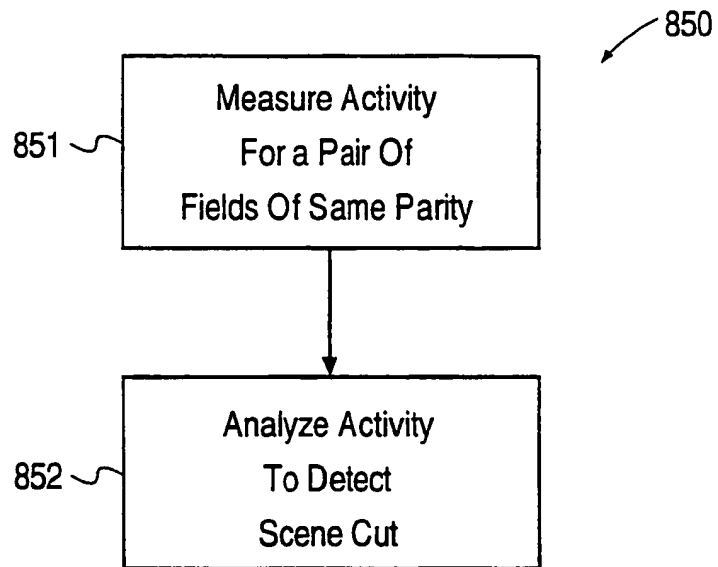 850
851
Measure Activity
For a Pair Of
Fields Of Same Parity
852
Analyze Activity
To Detect
Scene Cut